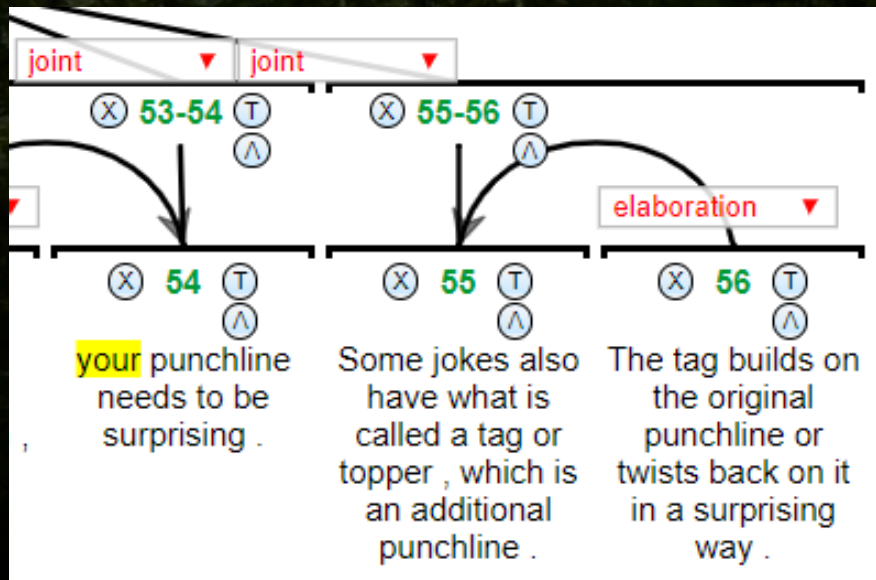 joint ▼ joint ▼
X 53-54 T X 55-56 T
Λ Λ
▼ elaboration ▼
X 54 T X 55 T X 56 T
Λ Λ Λ
your punchline
needs to be
, surprising .
Some jokes also
have what is
called a tag or
topper , which is
an additional
punchline .
The tag builds on
the original
punchline or
twists back on it
in a surprising
way .